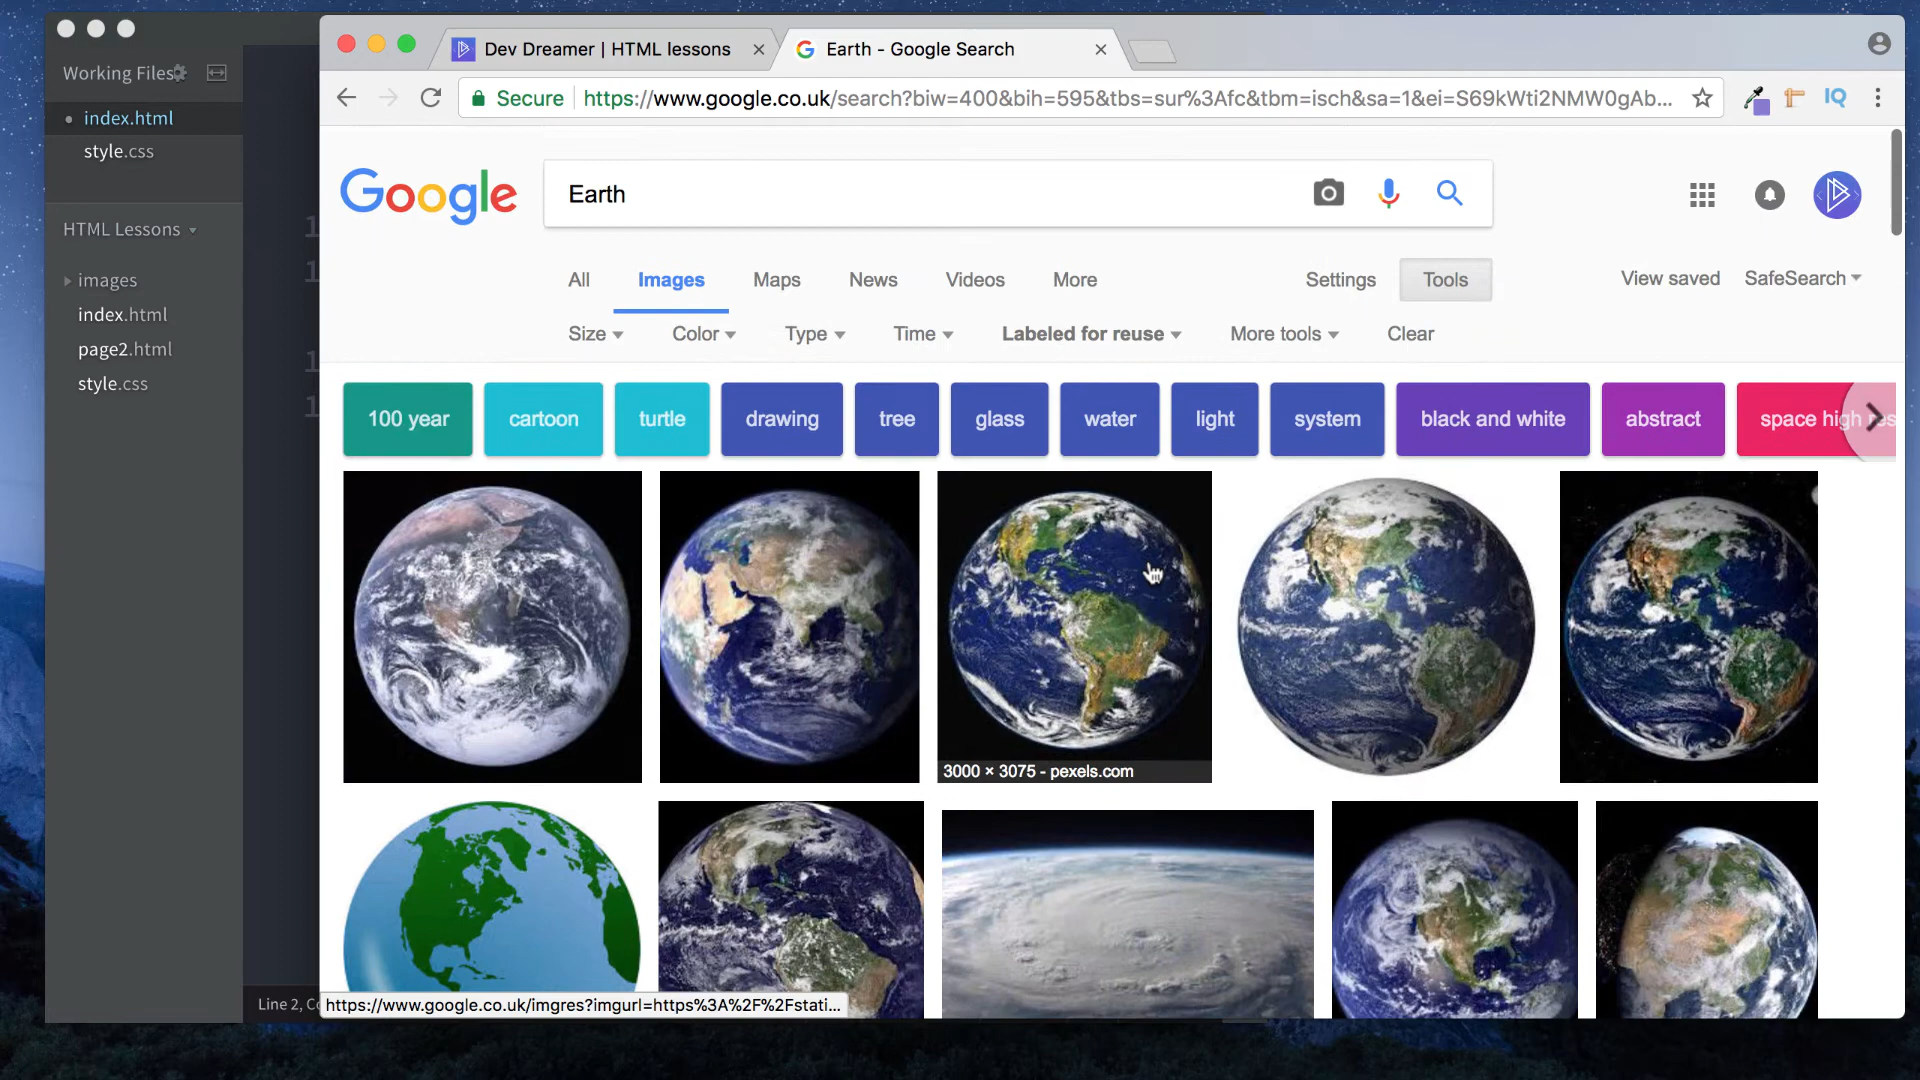 Working Files
index.html
style.css
HTML Lessons
images
index.html
page2.html
style.css
Dev Dreamer | HTML lessons
Earth - Google Search
Secure
https://www.google.co.uk/search?biw=400&bih=595&tbs=sur%3Afc&tbm=isch&sa=1&ei=S69kWti2NMW0gAb...
IQ
Google
Earth
All
Images
Maps
News
Videos
More
Settings
Tools
View saved
SafeSearch
Size
Color
Type
Time
Labeled for reuse
More tools
Clear
100 year
cartoon
turtle
drawing
tree
glass
water
light
system
black and white
abstract
space high res
3000 × 3075 - pexels.com
Line 2, Co
https://www.google.co.uk/imgres?imgurl=https%3A%2F%2Fstati...